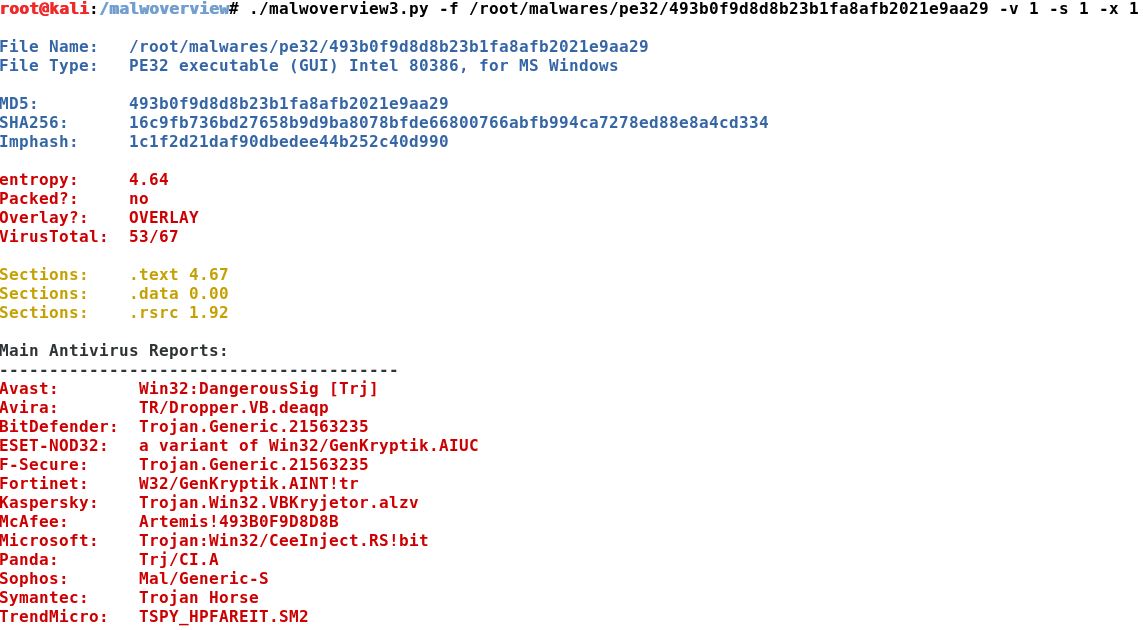 root@kali:/malwoverview# ./malwoverview3.py -f /root/malwares/pe32/493b0f9d8d8b23b1fa8afb2021e9aa29 -v 1 -s 1 -x 1
File Name:   /root/malwares/pe32/493b0f9d8d8b23b1fa8afb2021e9aa29
File Type:   PE32 executable (GUI) Intel 80386, for MS Windows
MD5:         493b0f9d8d8b23b1fa8afb2021e9aa29
SHA256:      16c9fb736bd27658b9d9ba8078bfde66800766abfb994ca7278ed88e8a4cd334
Imphash:     1c1f2d21daf90dbedee44b252c40d990
entropy:     4.64
Packed?:     no
Overlay?:    OVERLAY
VirusTotal:  53/67
Sections:    .text 4.67
Sections:    .data 0.00
Sections:    .rsrc 1.92
Main Antivirus Reports:
----------------------------------------
Avast:        Win32:DangerousSig [Trj]
Avira:        TR/Dropper.VB.deaqp
BitDefender:  Trojan.Generic.21563235
ESET-NOD32:   a variant of Win32/GenKryptik.AIUC
F-Secure:     Trojan.Generic.21563235
Fortinet:     W32/GenKryptik.AINT!tr
Kaspersky:    Trojan.Win32.VBKryjetor.alzv
McAfee:       Artemis!493B0F9D8D8B
Microsoft:    Trojan:Win32/CeeInject.RS!bit
Panda:        Trj/CI.A
Sophos:       Mal/Generic-S
Symantec:     Trojan Horse
TrendMicro:   TSPY_HPFAREIT.SM2